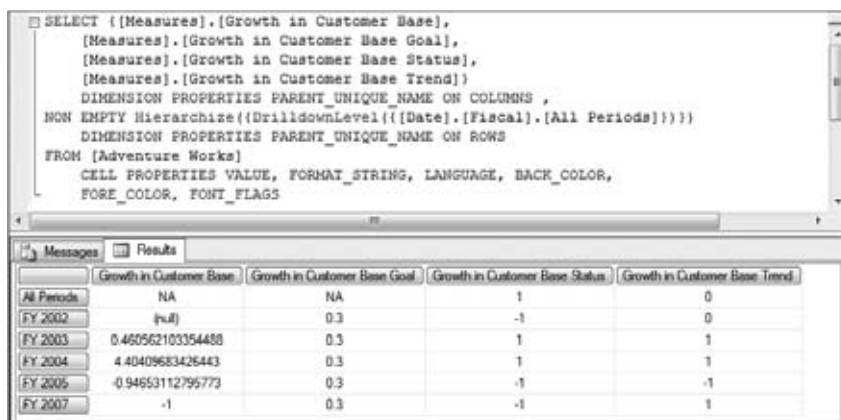 SELECT {[Measures].[Growth in Customer Base],
[Measures].[Growth in Customer Base Goal],
[Measures].[Growth in Customer Base Status],
[Measures].[Growth in Customer Base Trend]}
DIMENSION PROPERTIES PARENT_UNIQUE_NAME ON COLUMNS ,
NON EMPTY Hierarchize({DrilldownLevel({[Date].[Fiscal].[All Periods]})})
DIMENSION PROPERTIES PARENT_UNIQUE_NAME ON ROWS
FROM [Adventure Works]
CELL PROPERTIES VALUE, FORMAT_STRING, LANGUAGE, BACK_COLOR,
FORE_COLOR, FONT_FLAGS
Messages Results
Growth in Customer Base Growth in Customer Base Goal Growth in Customer Base Status Growth in Customer Base Trend
All Periods NA NA 1 0
FY 2002 (null) 0.3 -1 0
FY 2003 0.460562103354488 0.3 1 1
FY 2004 4.40409683426443 0.3 1 1
FY 2005 -0.94653112795773 0.3 -1 -1
FY 2007 -1 0.3 -1 1